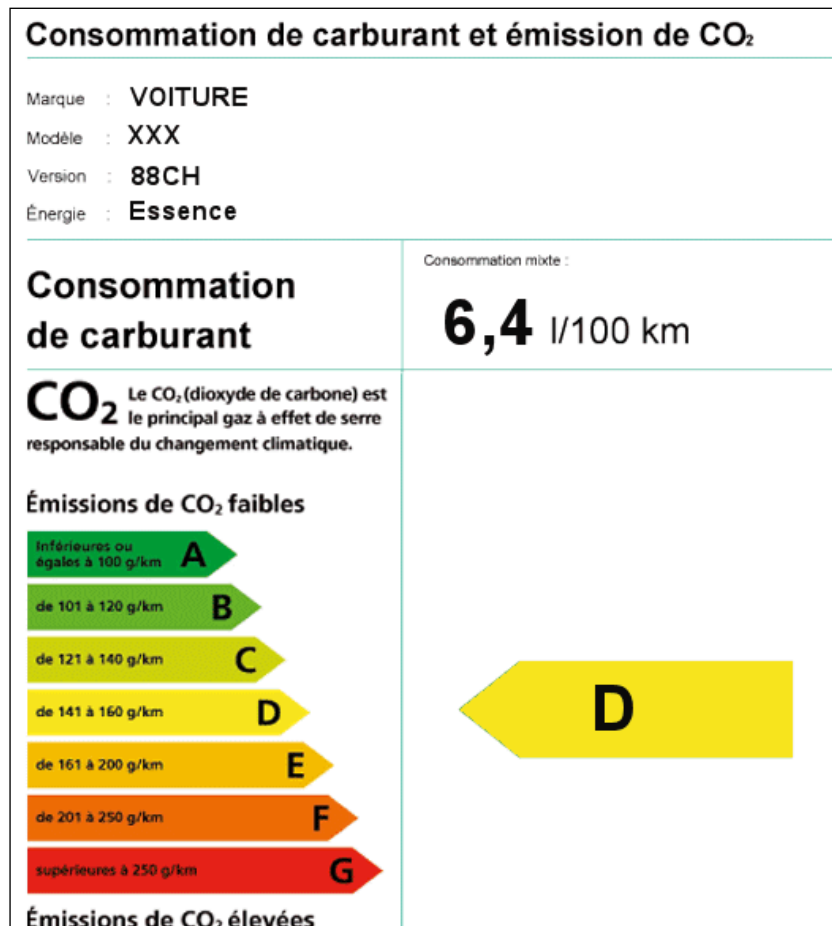 Consommation de carburant et émission de CO₂
Marque : VOITURE
Modèle : XXX
Version : 88CH
Énergie : Essence
Consommation
de carburant
Consommation mixte :
6,4 l/100 km
CO₂ Le CO₂ (dioxyde de carbone) est
le principal gaz à effet de serre
responsable du changement climatique.
Émissions de CO₂ faibles
Inférieures ou
égales à 100 g/km A
de 101 à 120 g/km B
de 121 à 140 g/km C
de 141 à 160 g/km D
D
de 161 à 200 g/km E
de 201 à 250 g/km F
supérieures à 250 g/km G
Émissions de CO₂ élevées